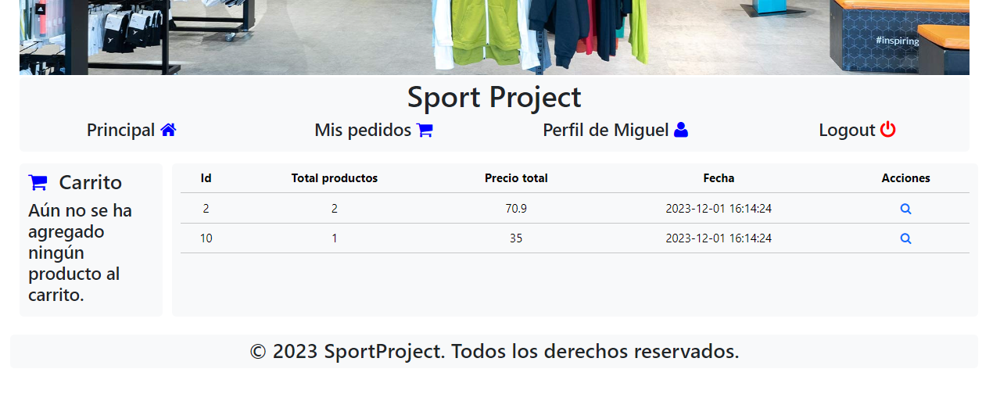 #inspiring
Sport Project
Principal
Mis pedidos
Perfil de Miguel
Logout
Carrito
Aún no se ha
agregado
ningún
producto al
carrito.
Id Total productos Precio total Fecha Acciones
2 2 70.9 2023-12-01 16:14:24
10 1 35 2023-12-01 16:14:24
© 2023 SportProject. Todos los derechos reservados.